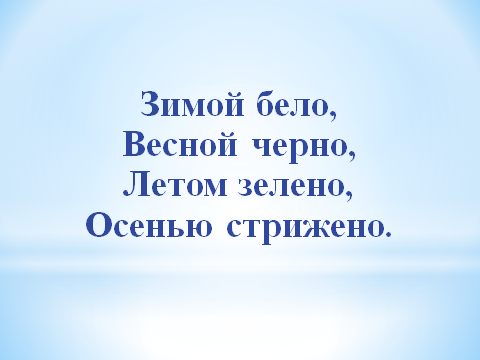 Зимой бело,
Весной черно,
Летом зелено,
Осенью стрижено.